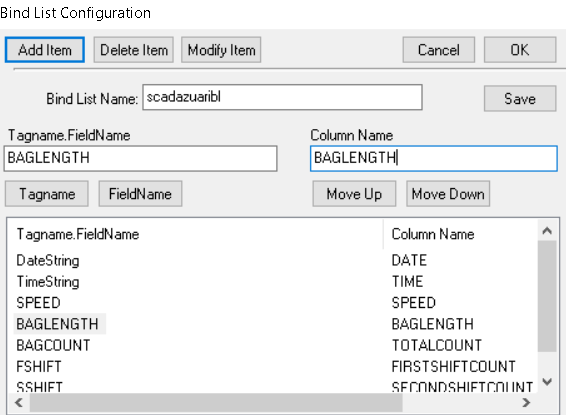 Bind List Configuration
Add Item Delete Item Modify Item Cancel OK
Bind List Name: scadazuaribl Save
Tagname.FieldName Column Name
BAGLENGTH BAGLENGTH
Tagname FieldName Move Up Move Down
Tagname.FieldName Column Name
DateString DATE
TimeString TIME
SPEED SPEED
BAGLENGTH BAGLENGTH
BAGCOUNT TOTALCOUNT
FSHIFT FIRSTSHIFTCOUNT
SSHIFT SECONDSHIFTCOUNT